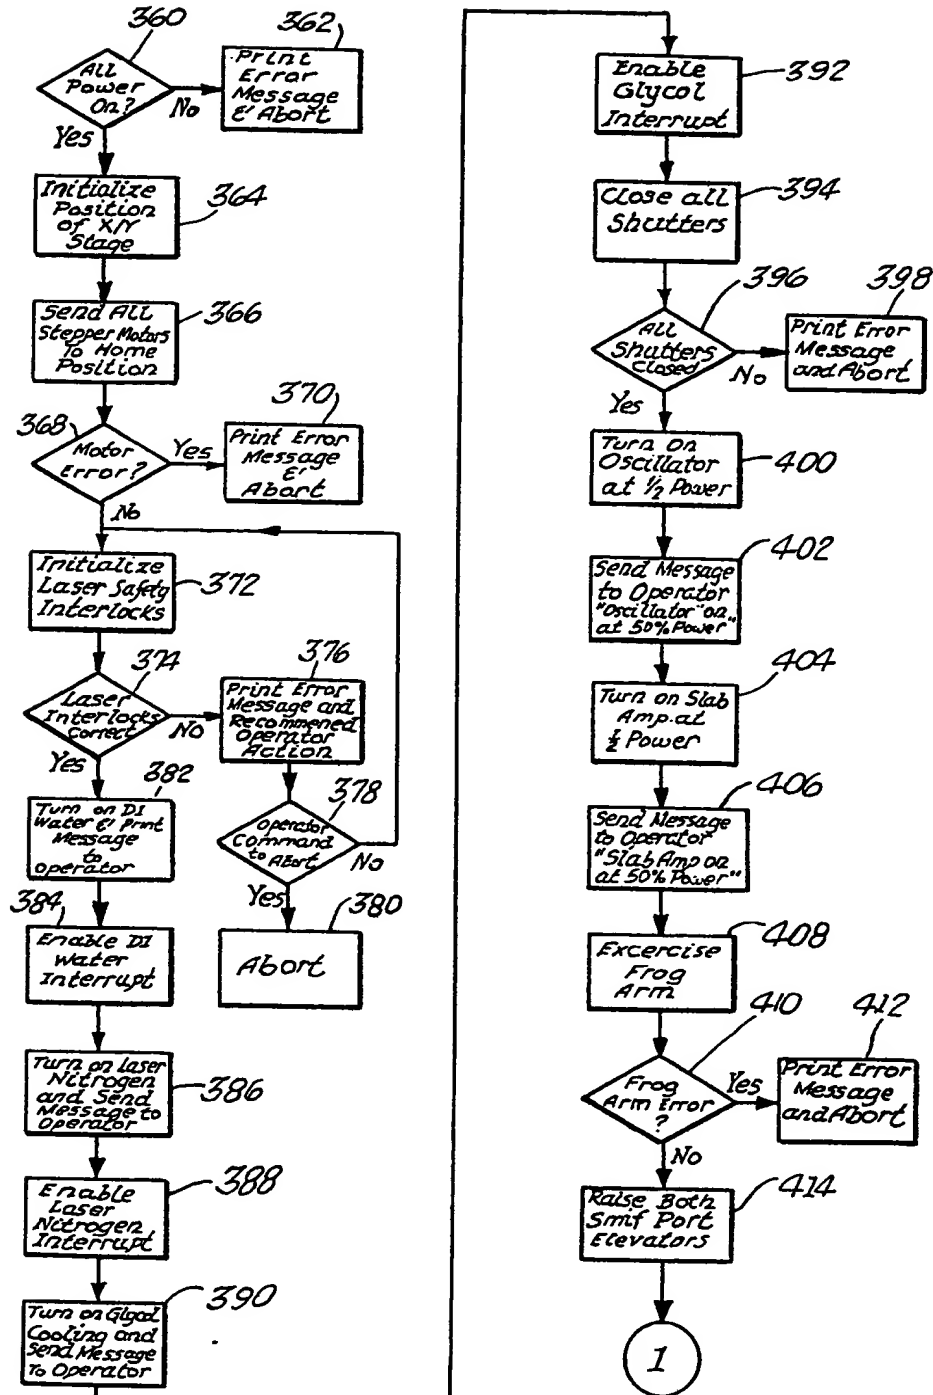 360
All
Power
On?
No
Yes
362
Print
Error
Message
& Abort
Initialize
Position
of X/Y
Stage
364
Send All
Stepper Motors
To Home
Position
366
368
Motor
Error?
Yes
No
370
Print Error
Message
&
Abort
Initialize
Laser Safety
Interlocks
372
374
Laser
Interlocks
Correct
No
Yes
376
Print Error
Message and
Recommened
Operator
Action
378
Operator
Command
to Abort
No
Yes
380
Abort
382
Turn on DI
Water & Print
Message
to
Operator
384
Enable DI
Water
Interrupt
Turn on laser
Nitrogen
and Send
Message to
Operator
386
Enable
Laser
Nitrogen
Interrupt
388
390
Turn on Glycol
Cooling and
Send Message
To Operator
Enable
Glycol
Interrupt
392
Close all
Shutters
394
396
All
Shutters
Closed
No
Yes
398
Print Error
Message
and Abort
Turn On
Oscillator
at 1/2 Power
400
402
Send Message
to Operator
"Oscillator" on
at 50% Power"
404
Turn on Slab
Amp. at
1/2 Power
406
Send Message
to Operator
"Slab Amp on
at 50% Power"
408
Excercise
Frog
Arm
410
Frog
Arm Error
?
Yes
No
412
Print Error
Message
and Abort
Raise Both
Smif Port
Elevators
414
1